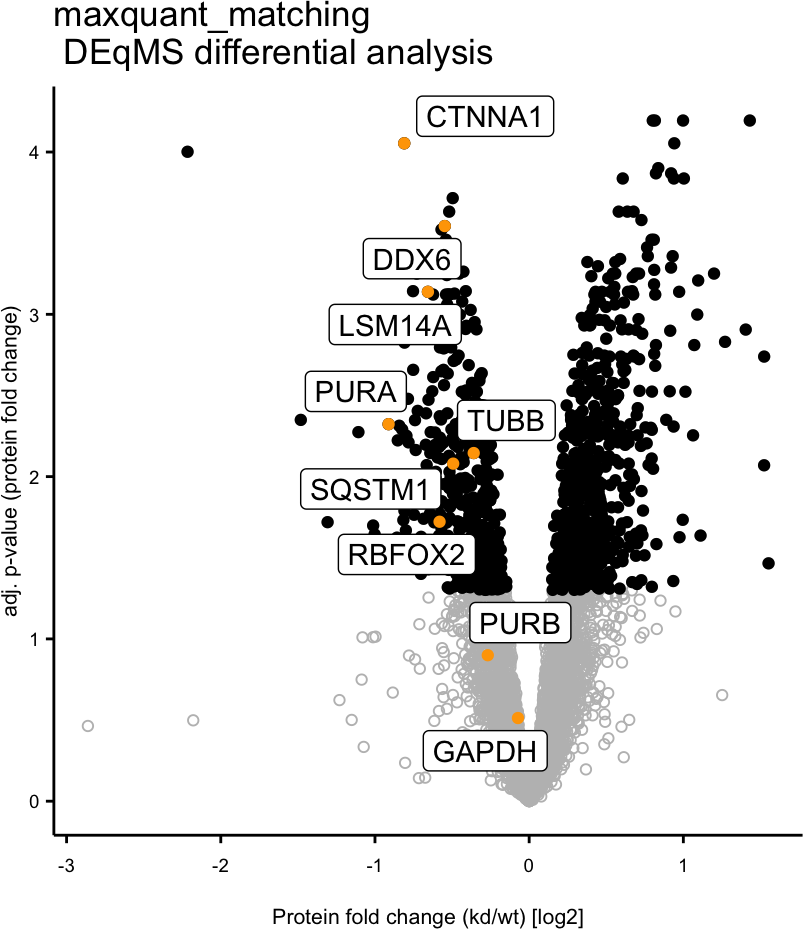 maxquant_matching
DEqMS differential analysis
adj. p-value (protein fold change)
4
3
2
1
0
CTNNA1
DDX6
LSM14A
PURA
TUBB
SQSTM1
RBFOX2
PURB
GAPDH
-3 -2 -1 0 1
Protein fold change (kd/wt) [log2]